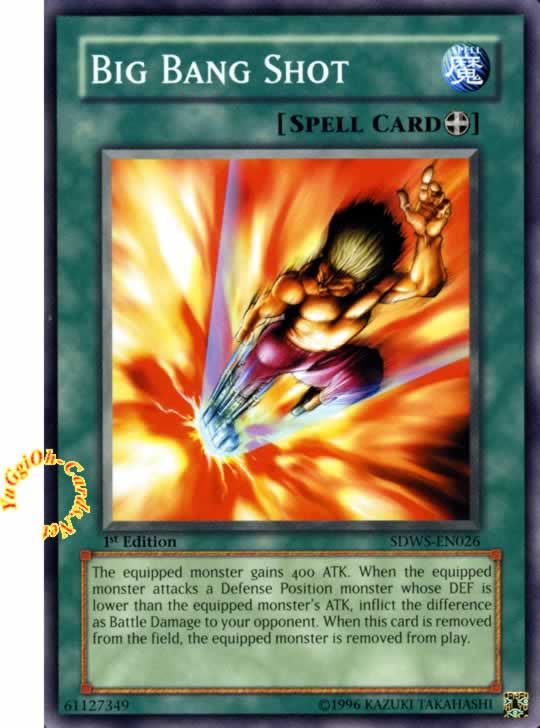 BIG BANG SHOT
SPELL
魔
[SPELL CARD ]
YuGgiOh-Cards.Net
1st Edition
SDWS-EN026
The equipped monster gains 400 ATK. When the equipped
monster attacks a Defense Position monster whose DEF is
lower than the equipped monster's ATK, inflict the difference
as Battle Damage to your opponent. When this card is removed
from the field, the equipped monster is removed from play.
61127349
©1996 KAZUKI TAKAHASHI